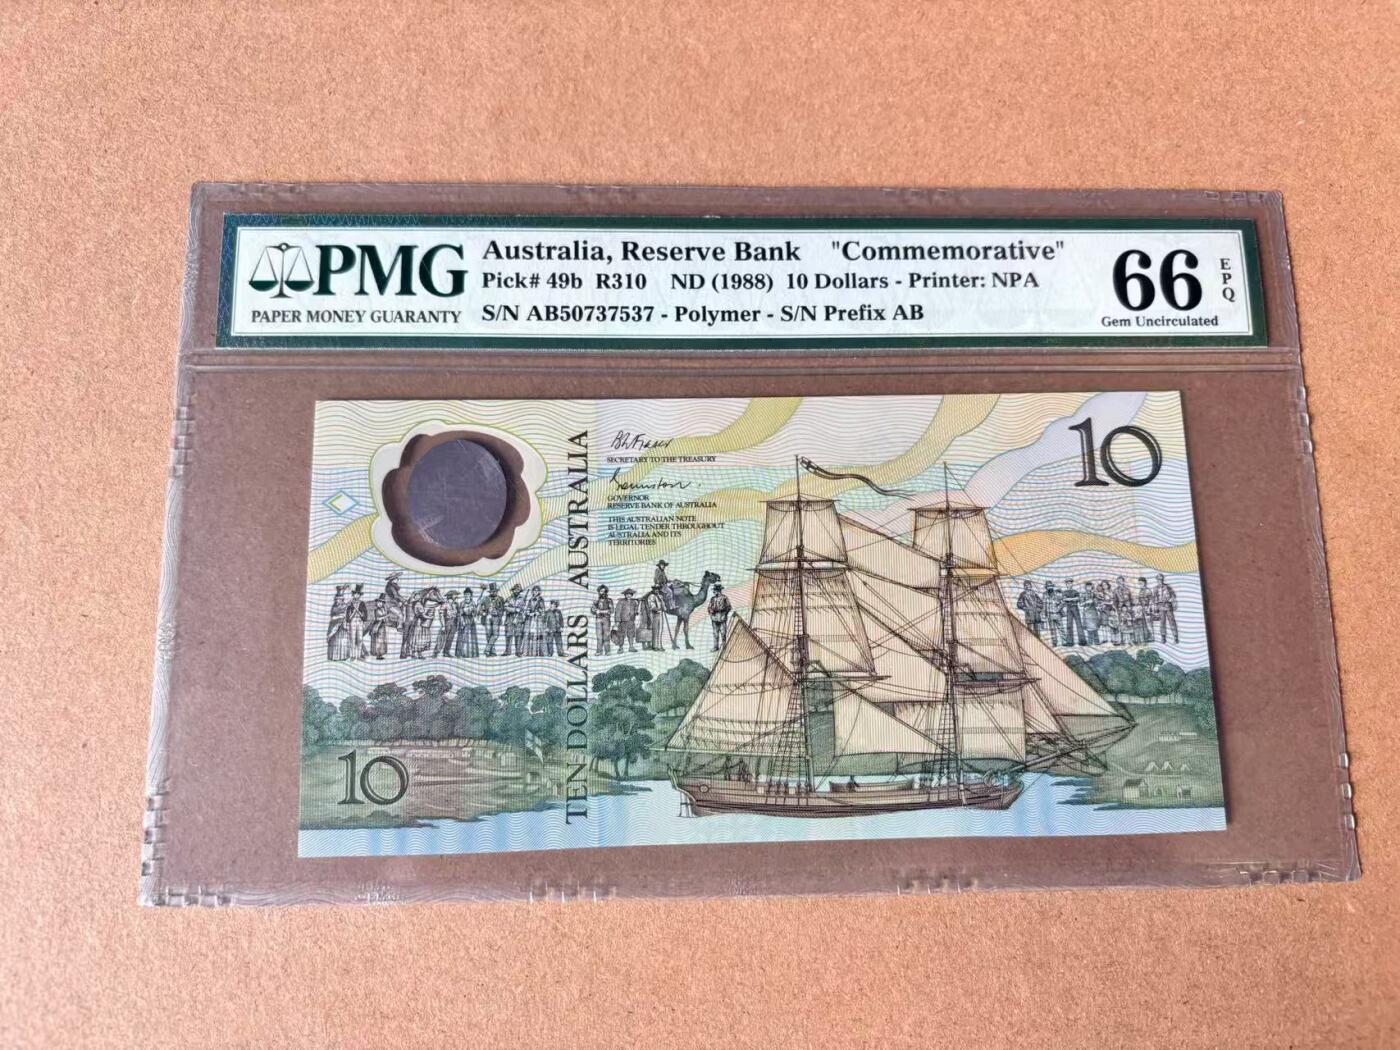 PMG
PAPER MONEY GUARANTY
Australia, Reserve Bank "Commemorative"
Pick# 49b R310 ND (1988) 10 Dollars - Printer: NPA
S/N AB50737537 - Polymer - S/N Prefix AB
66
EPQ
Gem Uncirculated
SECRETARY TO THE TREASURY
GOVERNOR
RESERVE BANK OF AUSTRALIA
THIS AUSTRALIAN NOTE
IS LEGAL TENDER THROUGHOUT
AUSTRALIA AND ITS
TERRITORIES
10
TEN DOLLARS AUSTRALIA
10